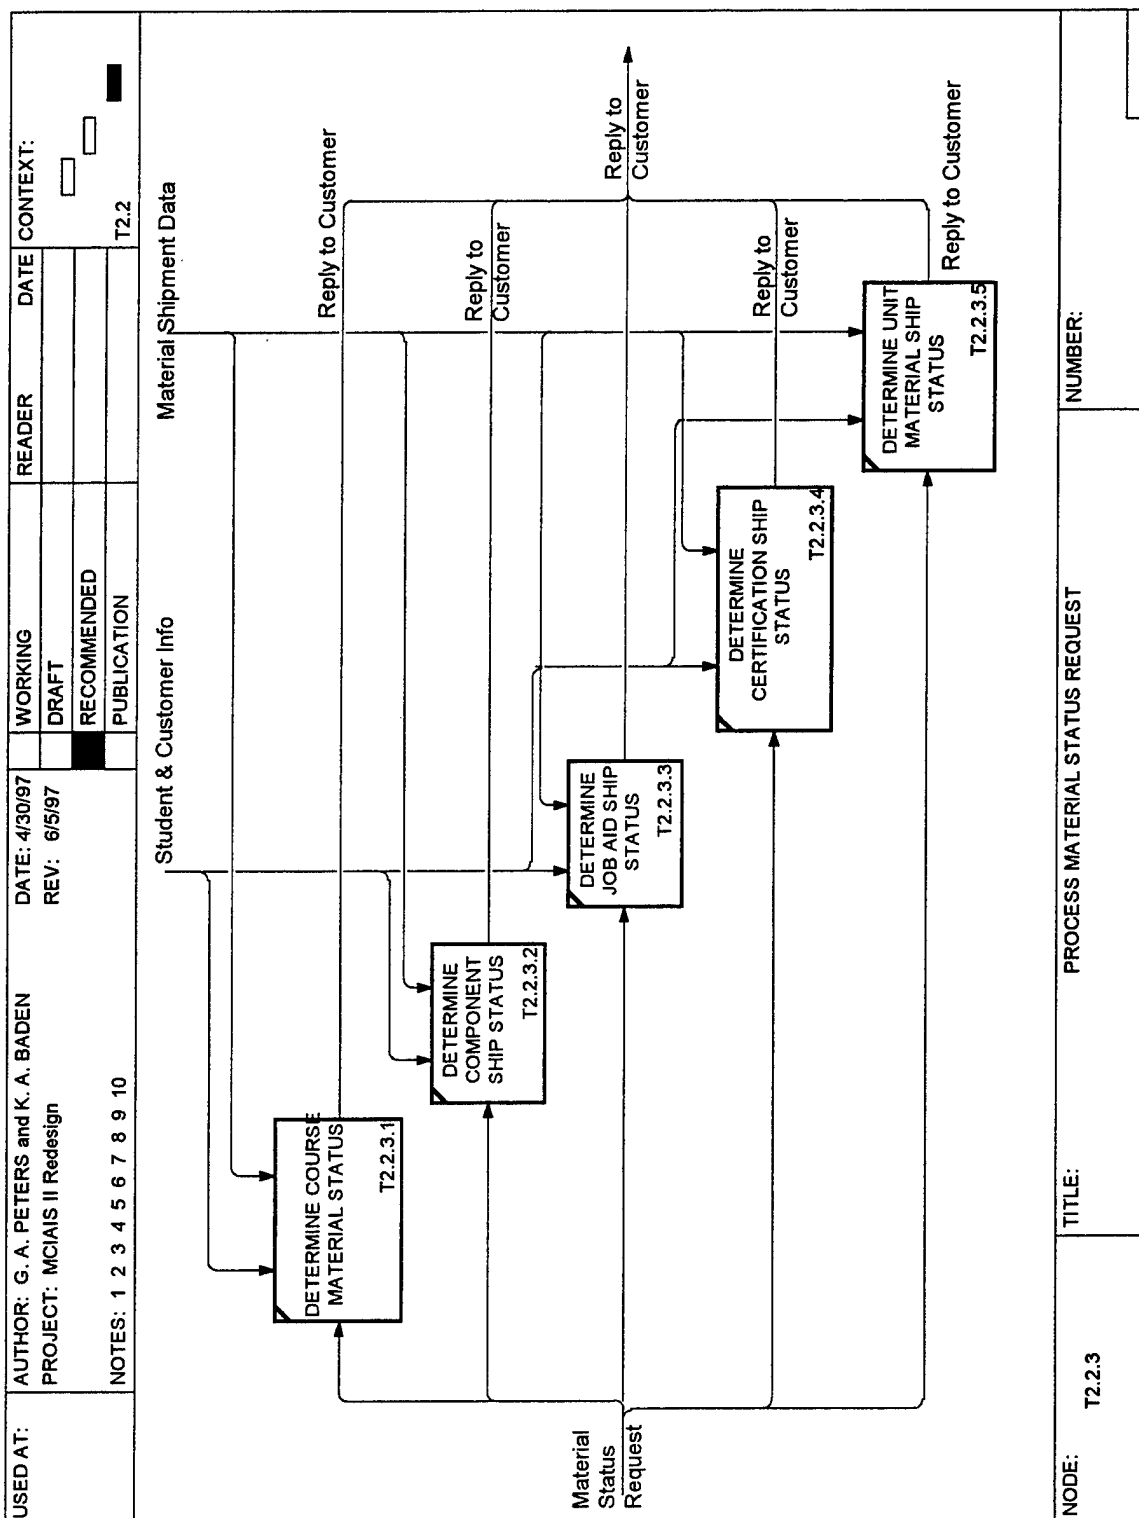 USED AT:
AUTHOR: G. A. PETERS and K. A. BADEN
DATE: 4/30/97
PROJECT: MCIAIS II Redesign
REV: 6/5/97
NOTES: 1 2 3 4 5 6 7 8 9 10
WORKING
DRAFT
RECOMMENDED
PUBLICATION
READER
DATE
CONTEXT:
T2.2
Student & Customer Info
Material Shipment Data
DETERMINE COURSE
MATERIAL STATUS
T2.2.3.1
Reply to Customer
DETERMINE
COMPONENT
SHIP STATUS
T2.2.3.2
Reply to
Customer
DETERMINE
JOB AID SHIP
STATUS
T2.2.3.3
Reply to
Customer
Material
Status
Request
DETERMINE
CERTIFICATION SHIP
STATUS
T2.2.3.4
Reply to
Customer
DETERMINE UNIT
MATERIAL SHIP
STATUS
T2.2.3.5
Reply to Customer
NODE:
T2.2.3
TITLE:
PROCESS MATERIAL STATUS REQUEST
NUMBER: